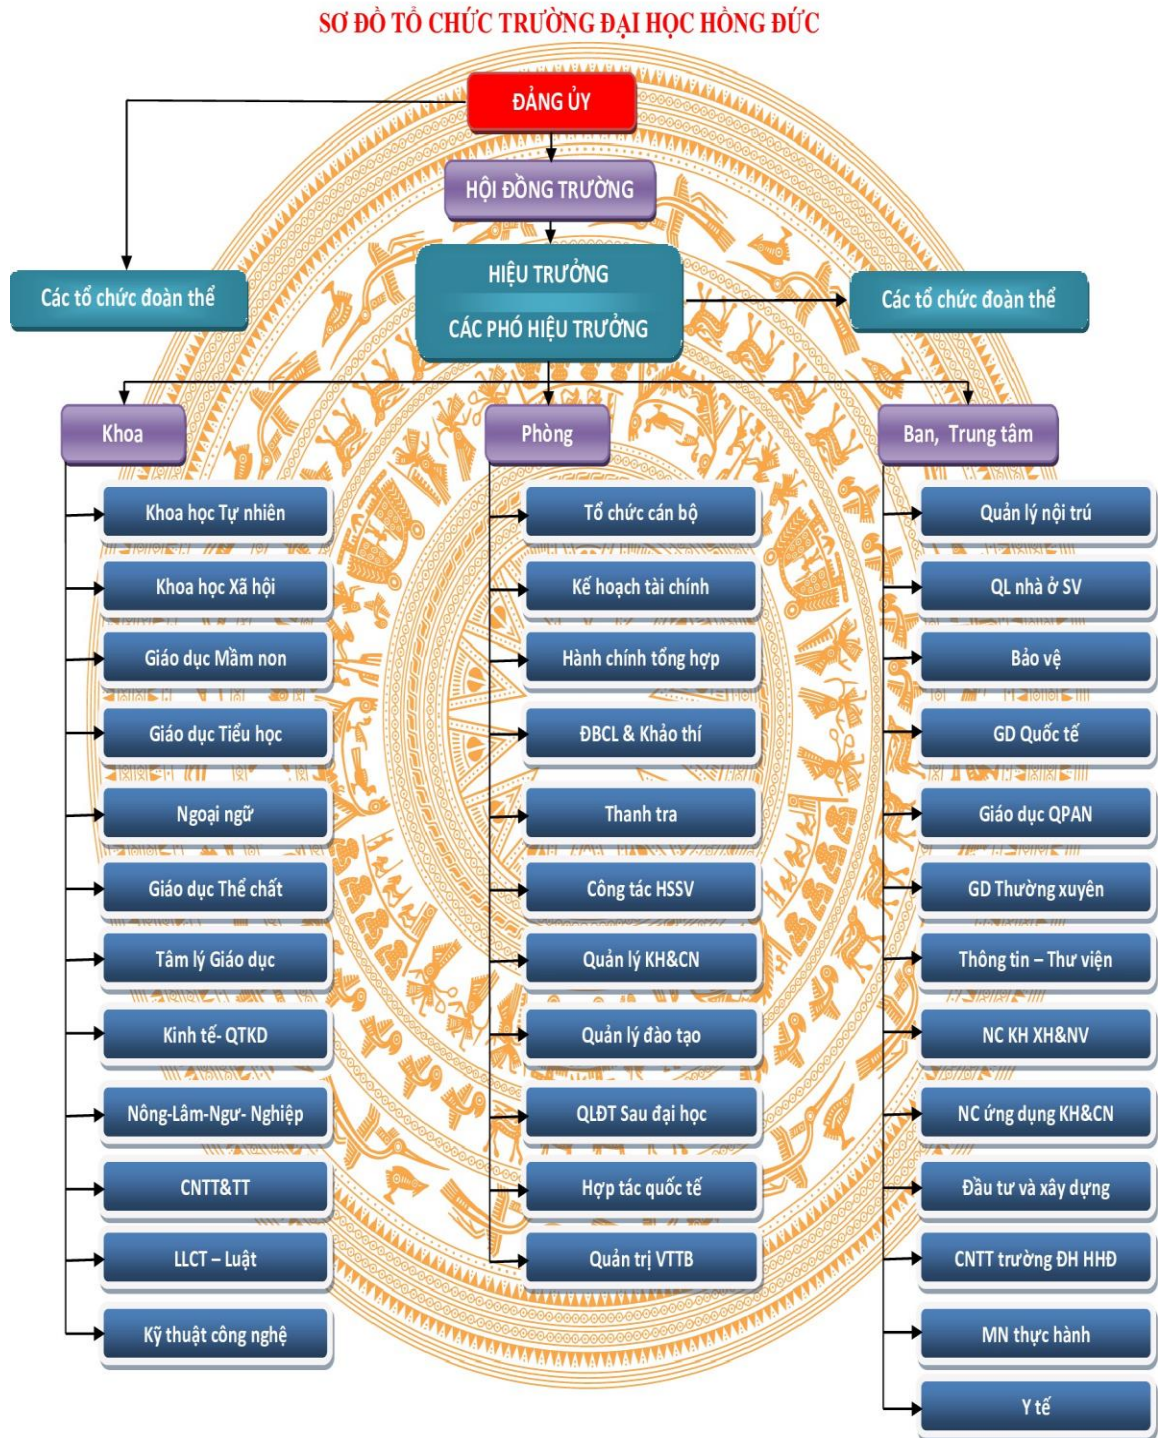 SƠ ĐỒ TỔ CHỨC TRƯỜNG ĐẠI HỌC HỒNG ĐỨC
ĐẢNG ỦY
HỘI ĐỒNG TRƯỜNG
Các tổ chức đoàn thể
HIỆU TRƯỞNG
CÁC PHÓ HIỆU TRƯỞNG
Các tổ chức đoàn thể
Khoa
Khoa học Tự nhiên
Khoa học Xã hội
Giáo dục Mầm non
Giáo dục Tiểu học
Ngoại ngữ
Giáo dục Thể chất
Tâm lý Giáo dục
Kinh tế- QTKD
Nông-Lâm-Ngư- Nghiệp
CNTT&TT
LLCT – Luật
Kỹ thuật công nghệ
Phòng
Tổ chức cán bộ
Kế hoạch tài chính
Hành chính tổng hợp
ĐBCL & Khảo thí
Thanh tra
Công tác HSSV
Quản lý KH&CN
Quản lý đào tạo
QLĐT Sau đại học
Hợp tác quốc tế
Quản trị VTTB
Ban, Trung tâm
Quản lý nội trú
QL nhà ở SV
Bảo vệ
GD Quốc tế
Giáo dục QPAN
GD Thường xuyên
Thông tin – Thư viện
NC KH XH&NV
NC ứng dụng KH&CN
Đầu tư và xây dựng
CNTT trường ĐH HHĐ
MN thực hành
Y tế